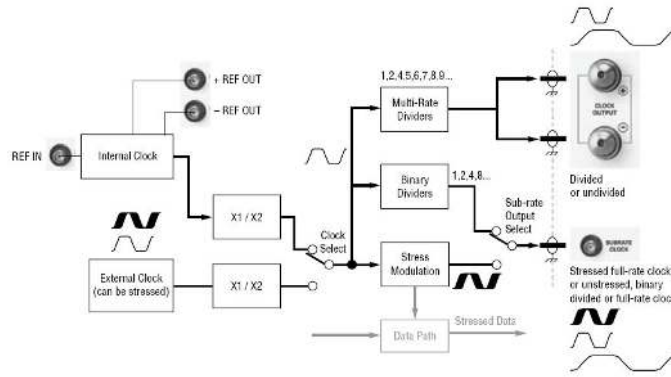 + REF OUT
− REF OUT
REF IN
Internal Clock
1,2,4,5,6,7,8,9...
Multi-Rate
Dividers
CLOCK
OUTPUT
+
−
Divided
or undivided
Binary
Dividers
1,2,4,8...
Sub-rate
Output
Select
X1 / X2
Clock
Select
SUBRATE
CLOCK
External Clock
(can be stressed)
X1 / X2
Stress
Modulation
Stressed full-rate clock
or unstressed, binary
divided or full-rate cloc
Data Path
Stressed Data